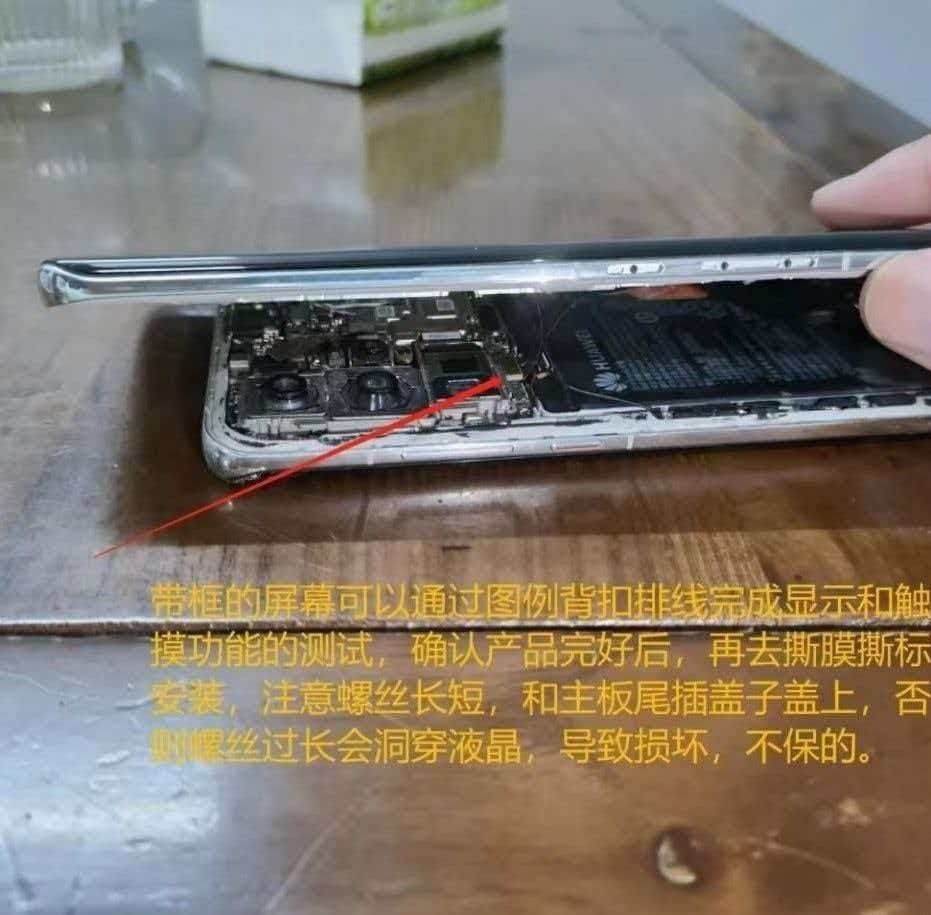 HUAWEI
带框的屏幕可以通过图例背扣排线完成显示和触
摸功能的测试，确认产品完好后，再去撕膜撕标
安装，注意螺丝长短，和主板尾插盖子盖上，否
则螺丝过长会洞穿液晶，导致损坏，不保的。